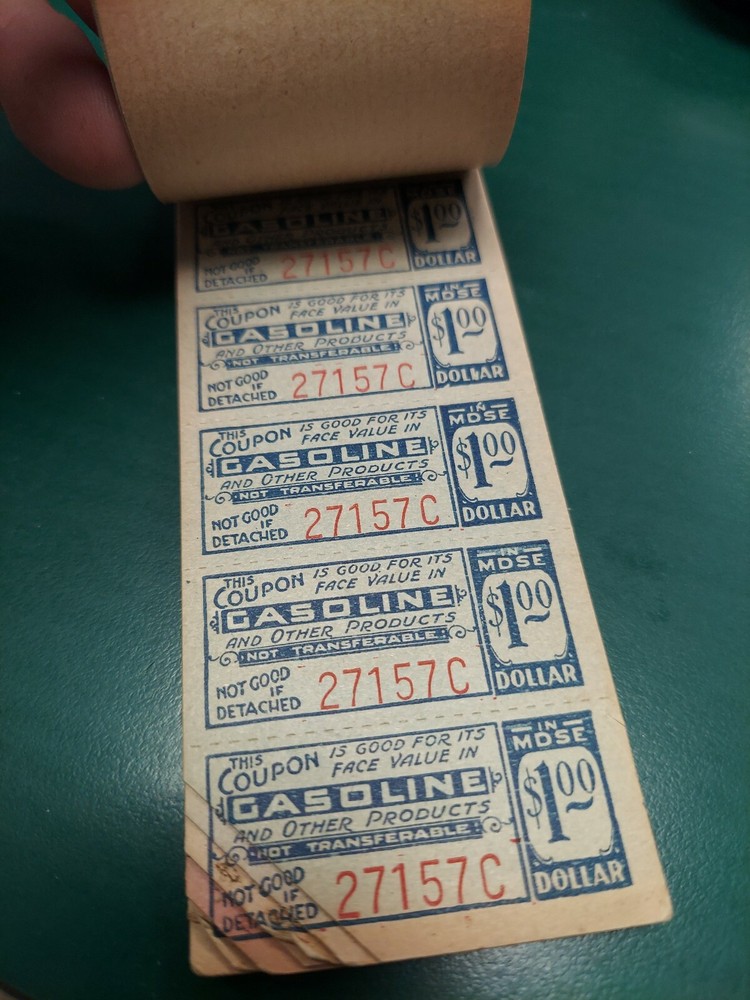 COUPON
GASOLINE
NOT GOOD
DETACHED
27157C
$1.00
DOLLAR
THIS
COUPON
IS GOOD FOR ITS
FACE VALUE IN
GASOLINE
AND OTHER PRODUCTS
NOT TRANSFERABLE
NOT GOOD
IF
DETACHED
27157C
IN
MDSE
$1.00
DOLLAR
THIS
COUPON
IS GOOD FOR ITS
FACE VALUE IN
GASOLINE
AND OTHER PRODUCTS
NOT TRANSFERABLE
NOT GOOD
IF
DETACHED
27157C
IN
MDSE
$1.00
DOLLAR
THIS
COUPON
IS GOOD FOR ITS
FACE VALUE IN
GASOLINE
AND OTHER PRODUCTS
NOT TRANSFERABLE
NOT GOOD
IF
DETACHED
27157C
IN
MDSE
$1.00
DOLLAR
THIS
COUPON
IS GOOD FOR ITS
FACE VALUE IN
GASOLINE
AND OTHER PRODUCTS
NOT TRANSFERABLE
NOT GOOD
IF
DETACHED
27157C
IN
MDSE
$1.00
DOLLAR